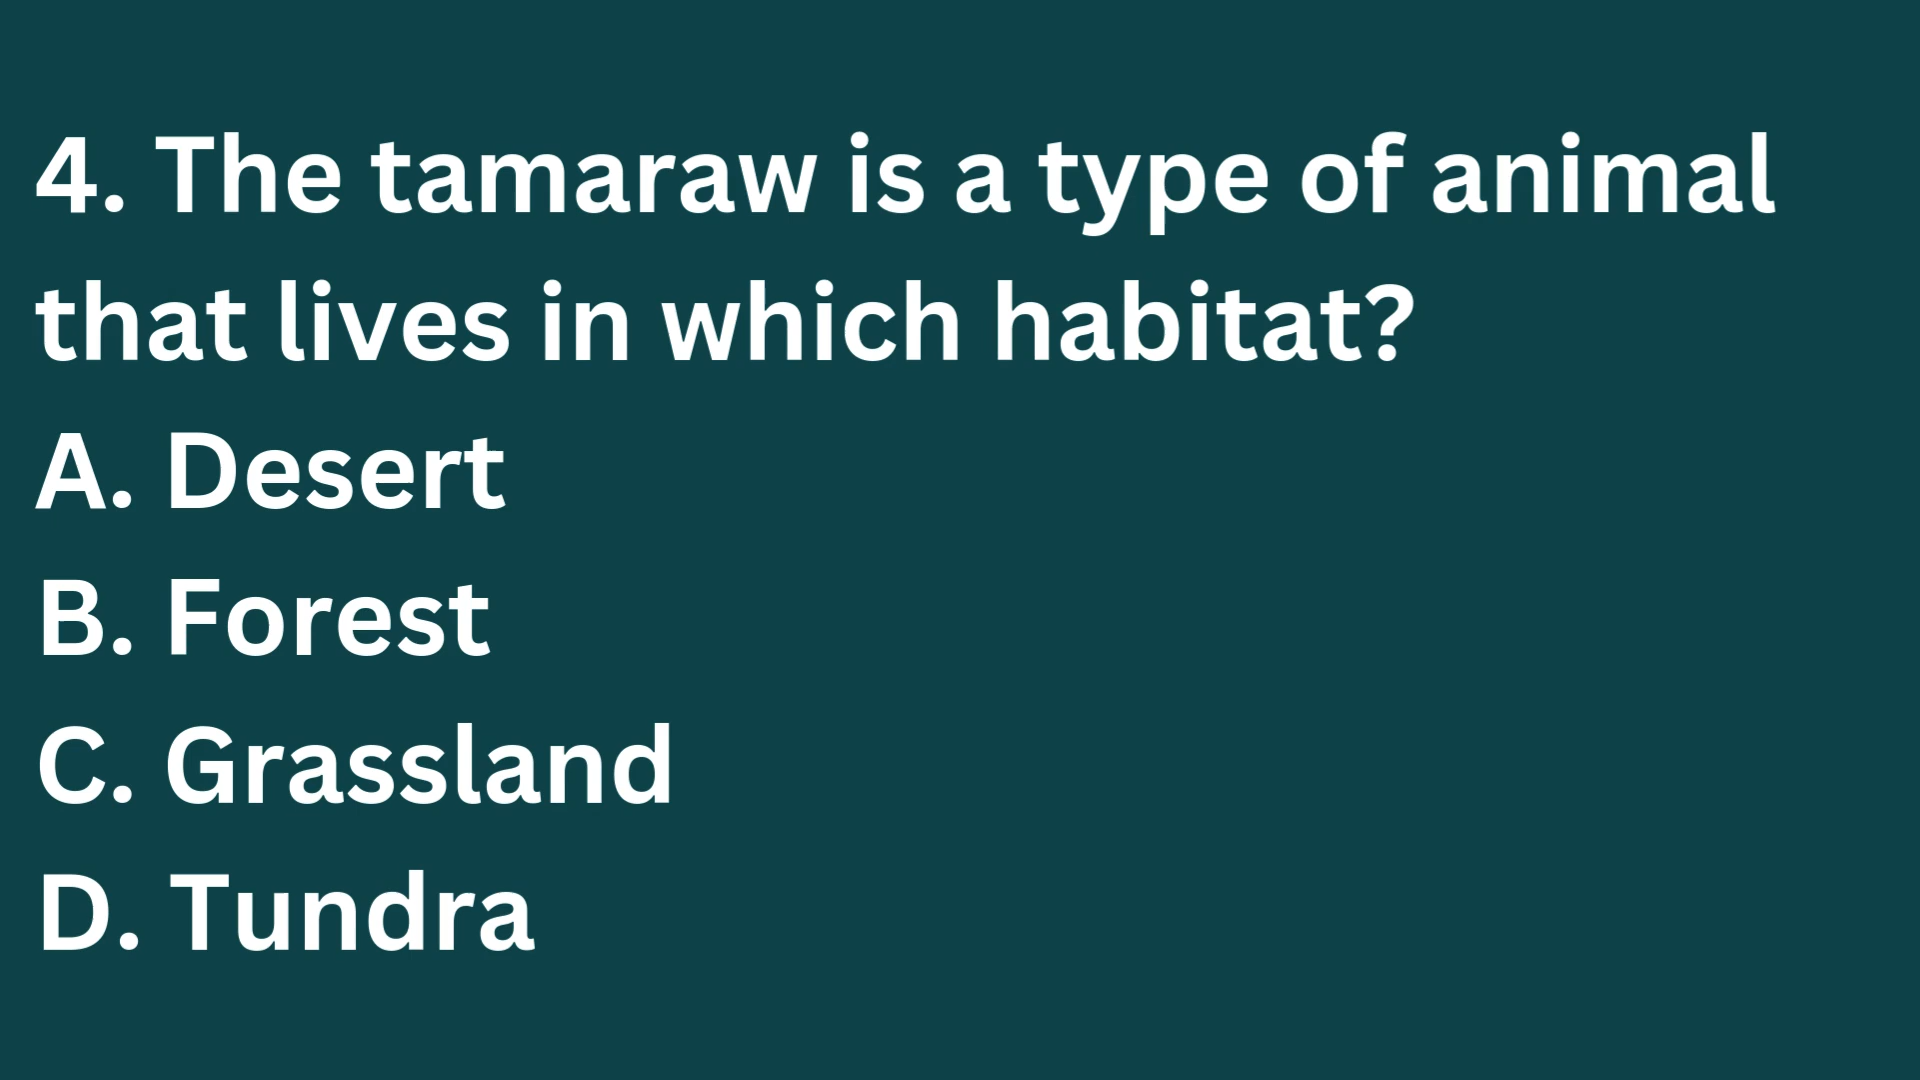 4. The tamaraw is a type of animal
that lives in which habitat?
A. Desert
B. Forest
C. Grassland
D. Tundra